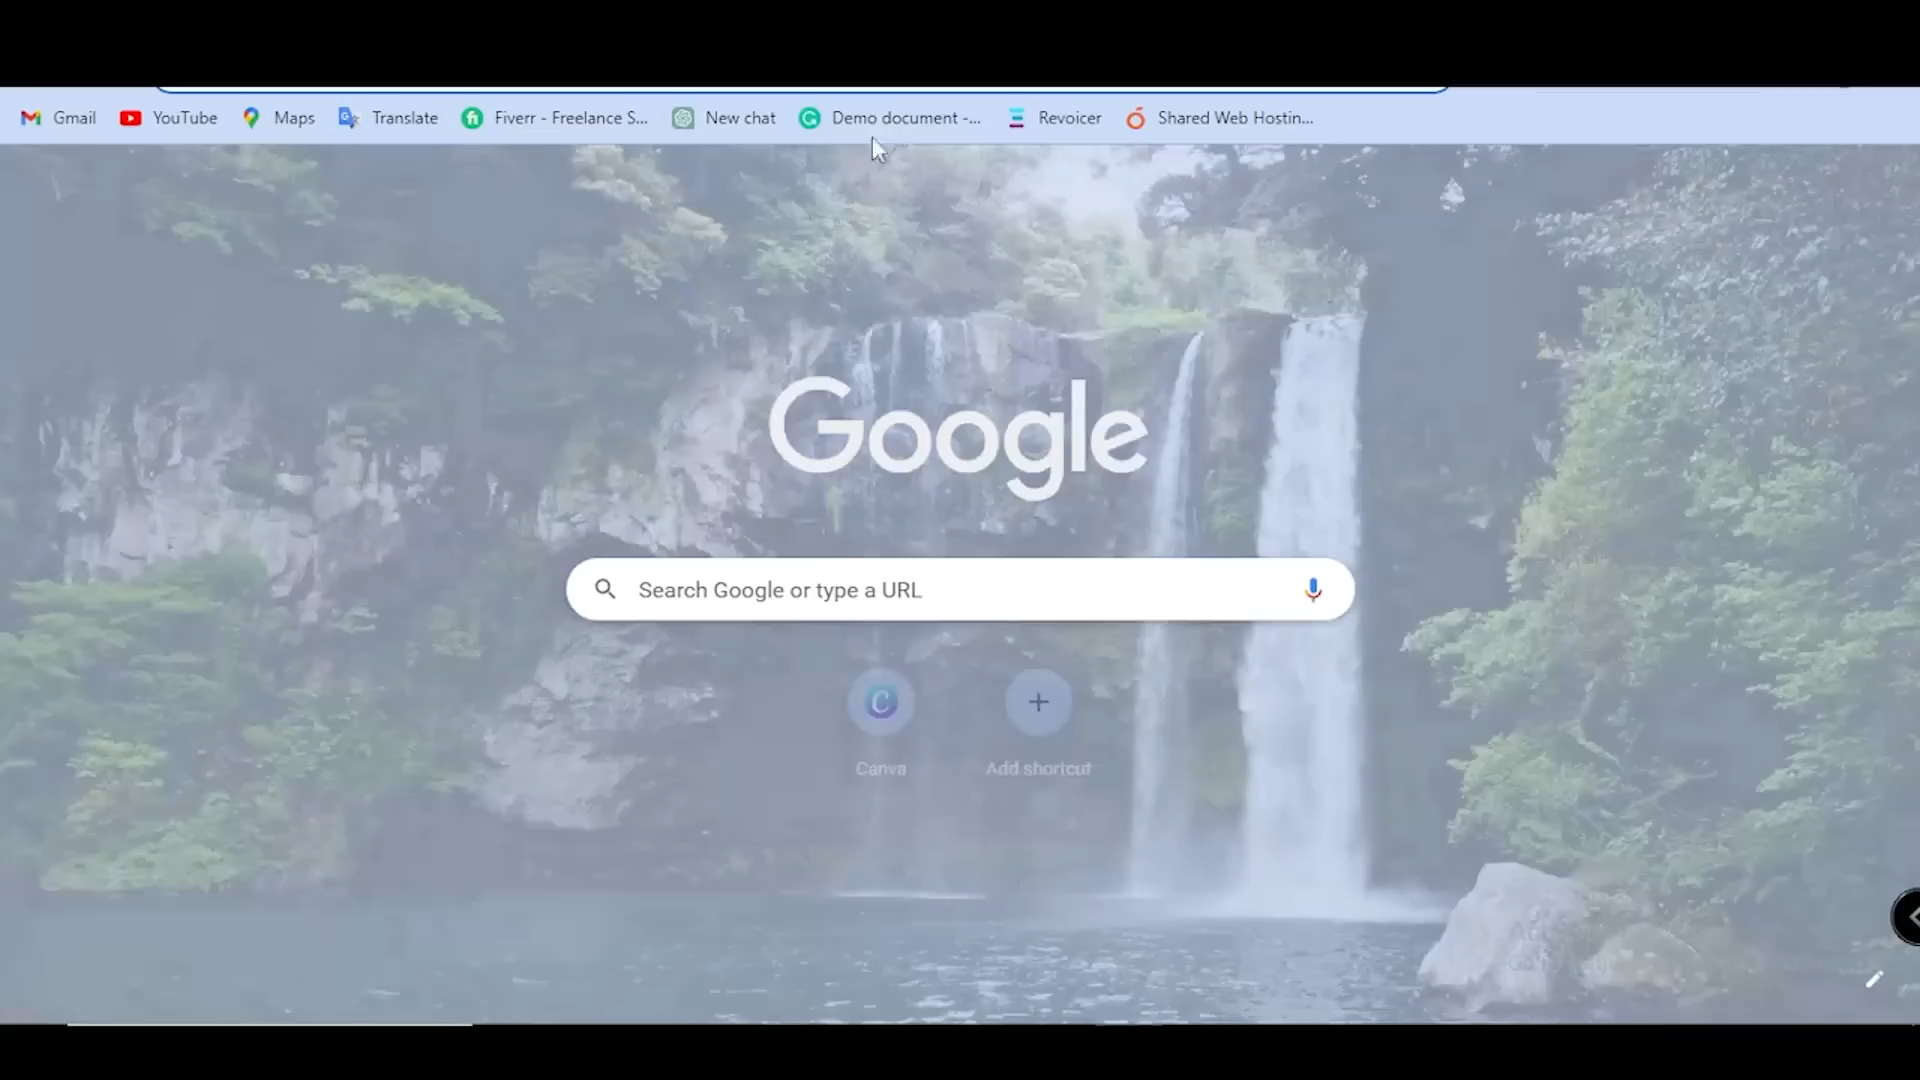 Gmail YouTube Maps Translate Fiverr - Freelance S... New chat Demo document -... Revoicer Shared Web Hostin...
Google
Search Google or type a URL
Canva Add shortcut